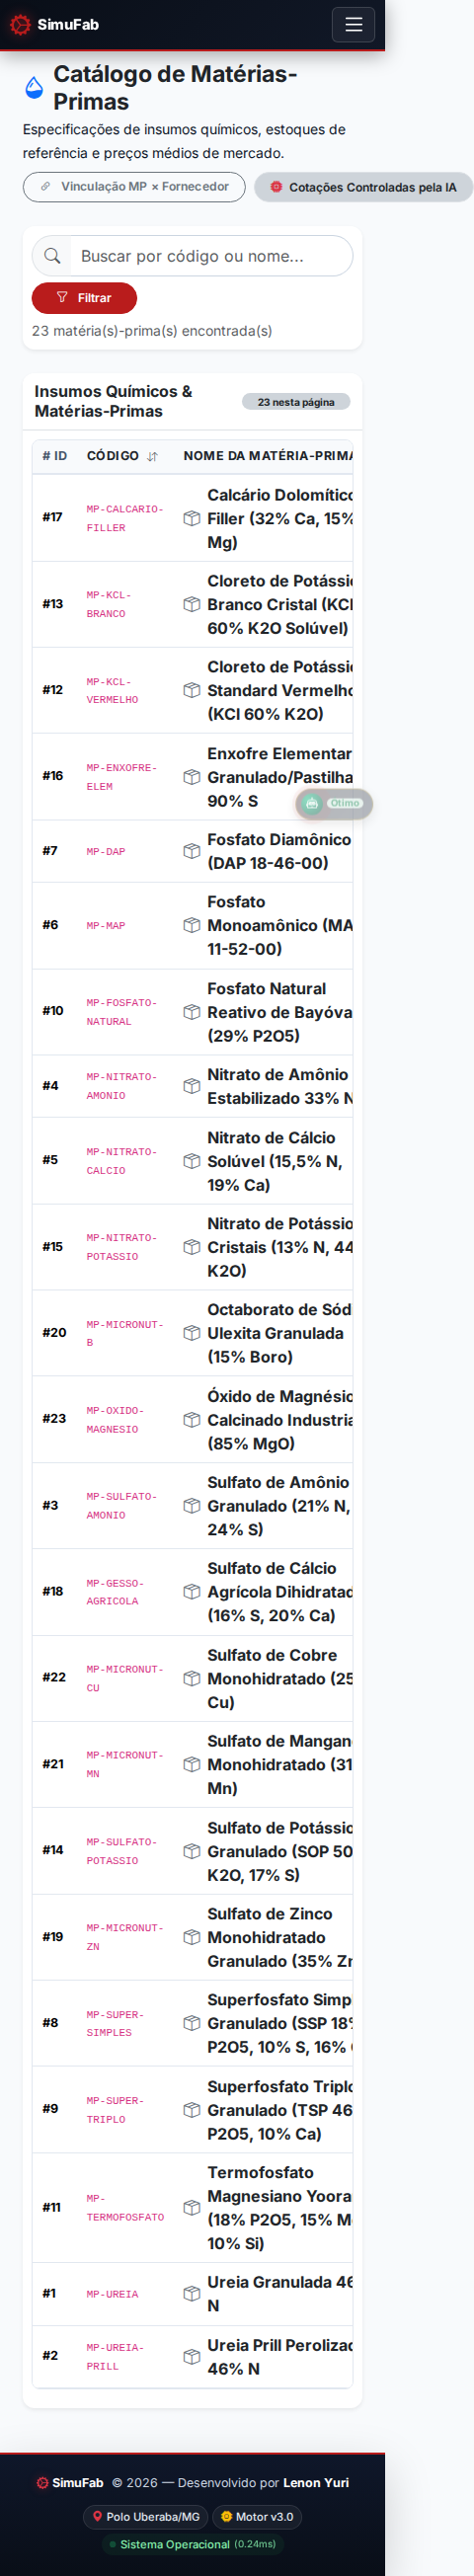 SimuFab
Catálogo de Matérias-
Primas
Especificações de insumos químicos, estoques de
referência e preços médios de mercado.
Vinculação MP × Fornecedor
Cotações Controladas pela IA
Buscar por código ou nome...
Filtrar
23 matéria(s)-prima(s) encontrada(s)
Insumos Químicos &
Matérias-Primas
23 nesta página
# ID CÓDIGO NOME DA MATÉRIA-PRIMA
#17
MP-CALCARIO-
FILLER
Calcário Dolomítico
Filler (32% Ca, 15%
Mg)
#13
MP-KCL-
BRANCO
Cloreto de Potássio
Branco Cristal (KCl
60% K2O Solúvel)
#12
MP-KCL-
VERMELHO
Cloreto de Potássio
Standard Vermelho
(KCl 60% K2O)
#16
MP-ENXOFRE-
ELEM
Enxofre Elementar
Granulado/Pastilha
90% S
Ótimo
#7
MP-DAP
Fosfato Diamônico
(DAP 18-46-00)
#6
MP-MAP
Fosfato
Monoamônico (MA
11-52-00)
#10
MP-FOSFATO-
NATURAL
Fosfato Natural
Reativo de Bayóva
(29% P2O5)
#4
MP-NITRATO-
AMONIO
Nitrato de Amônio
Estabilizado 33% N
#5
MP-NITRATO-
CALCIO
Nitrato de Cálcio
Solúvel (15,5% N,
19% Ca)
#15
MP-NITRATO-
POTASSIO
Nitrato de Potássio
Cristais (13% N, 44
K2O)
#20
MP-MICRONUT-
B
Octaborato de Sód
Ulexita Granulada
(15% Boro)
#23
MP-OXIDO-
MAGNESIO
Óxido de Magnésio
Calcinado Industria
(85% MgO)
#3
MP-SULFATO-
AMONIO
Sulfato de Amônio
Granulado (21% N,
24% S)
#18
MP-GESSO-
AGRICOLA
Sulfato de Cálcio
Agrícola Dihidratad
(16% S, 20% Ca)
#22
MP-MICRONUT-
CU
Sulfato de Cobre
Monohidratado (25
Cu)
#21
MP-MICRONUT-
MN
Sulfato de Mangan
Monohidratado (31
Mn)
#14
MP-SULFATO-
POTASSIO
Sulfato de Potássio
Granulado (SOP 50
K2O, 17% S)
#19
MP-MICRONUT-
ZN
Sulfato de Zinco
Monohidratado
Granulado (35% Zn
#8
MP-SUPER-
SIMPLES
Superfosfato Simp
Granulado (SSP 18%
P2O5, 10% S, 16% C
#9
MP-SUPER-
TRIPLO
Superfosfato Triplo
Granulado (TSP 46
P2O5, 10% Ca)
#11
MP-
TERMOFOSFATO
Termofosfato
Magnesiano Yoora
(18% P2O5, 15% M
10% Si)
#1
MP-UREIA
Ureia Granulada 46
N
#2
MP-UREIA-
PRILL
Ureia Prill Perolizad
46% N
SimuFab © 2026 — Desenvolvido por Lenon Yuri
Polo Uberaba/MG
Motor v3.0
Sistema Operacional (0.24ms)